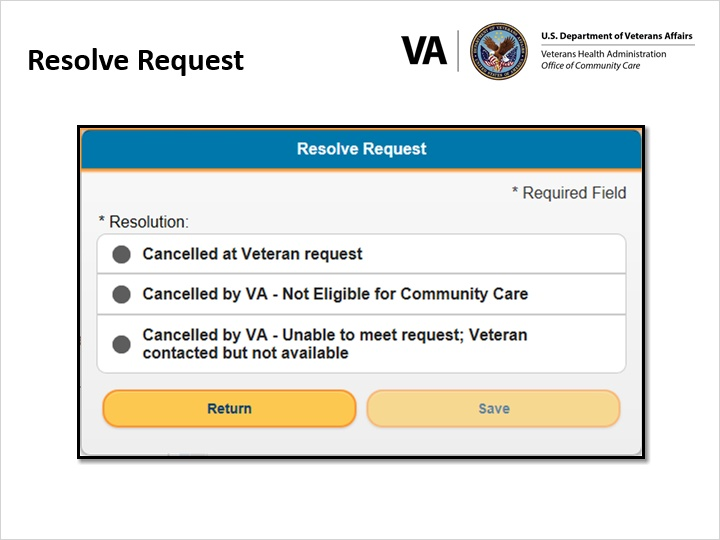 Resolve Request
VA
U.S. Department of Veterans Affairs
Veterans Health Administration
Office of Community Care
Resolve Request
* Required Field
* Resolution:
Cancelled at Veteran request
Cancelled by VA - Not Eligible for Community Care
Cancelled by VA - Unable to meet request; Veteran
contacted but not available
Return
Save